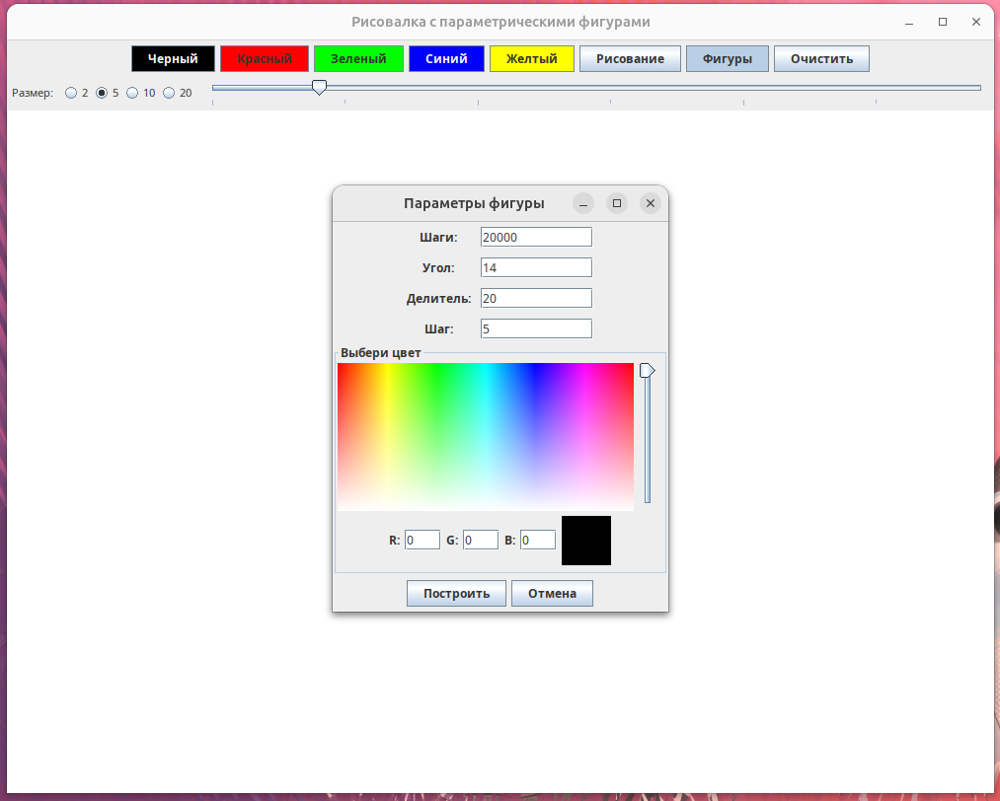 Рисовалка с параметрическими фигурами
Черный Красный Зеленый Синий Желтый Рисование Фигуры Очистить
Размер: 2 5 10 20
Параметры фигуры
Шаги: 20000
Угол: 14
Делитель: 20
Шаг: 5
Выбери цвет
R: 0 G: 0 B: 0
Построить Отмена